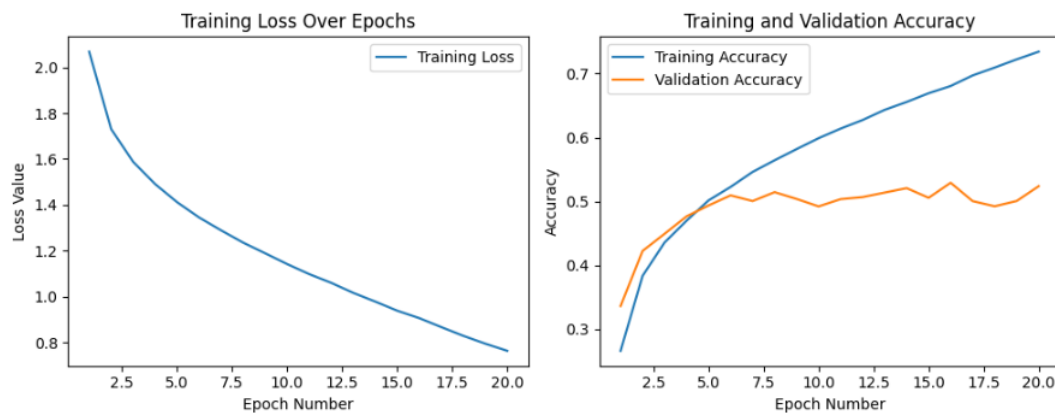 Training Loss Over Epochs
Training Loss
2.0
1.8
1.6
1.4
1.2
1.0
0.8
Loss Value
2.5 5.0 7.5 10.0 12.5 15.0 17.5 20.0
Epoch Number
Training and Validation Accuracy
Training Accuracy
Validation Accuracy
0.7
0.6
0.5
0.4
0.3
Accuracy
2.5 5.0 7.5 10.0 12.5 15.0 17.5 20.0
Epoch Number